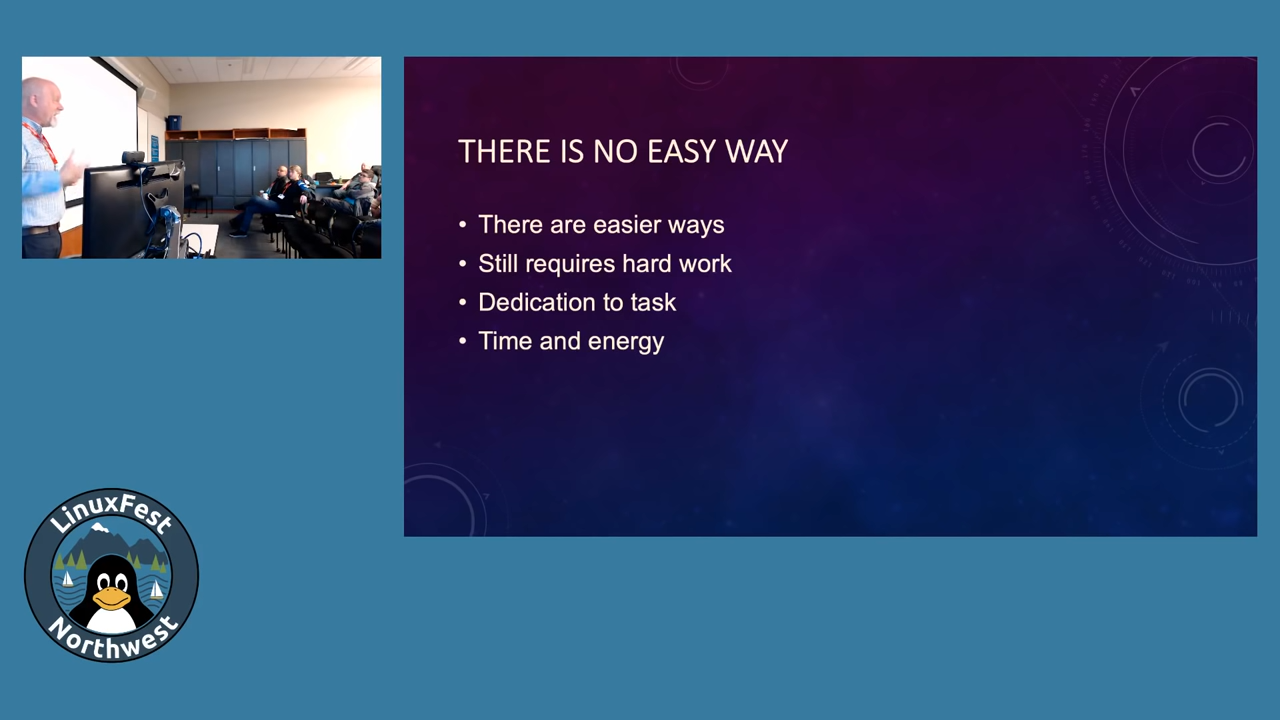 THERE IS NO EASY WAY
• There are easier ways
• Still requires hard work
• Dedication to task
• Time and energy
LinuxFest
Northwest